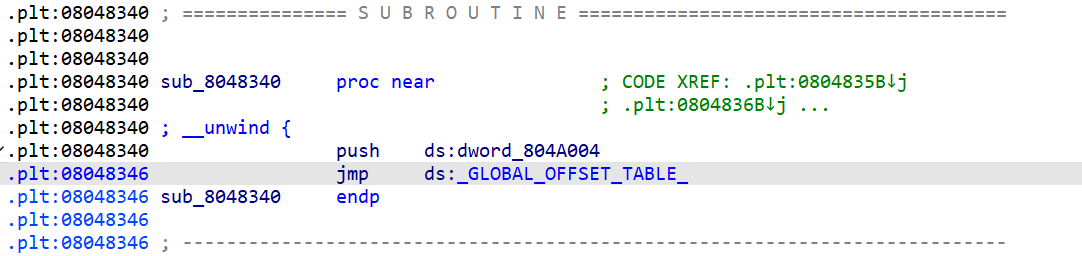 .plt:08048340 ; =============== S U B R O U T I N E =======================================
.plt:08048340
.plt:08048340
.plt:08048340 sub_8048340     proc near               ; CODE XREF: .plt:0804835B↓j
.plt:08048340                                         ; .plt:0804836B↓j ...
.plt:08048340 ; __unwind {
.plt:08048340                 push    ds:dword_804A004
.plt:08048346                 jmp     ds:_GLOBAL_OFFSET_TABLE_
.plt:08048346 sub_8048340     endp
.plt:08048346
.plt:08048346 ; ---------------------------------------------------------------------------